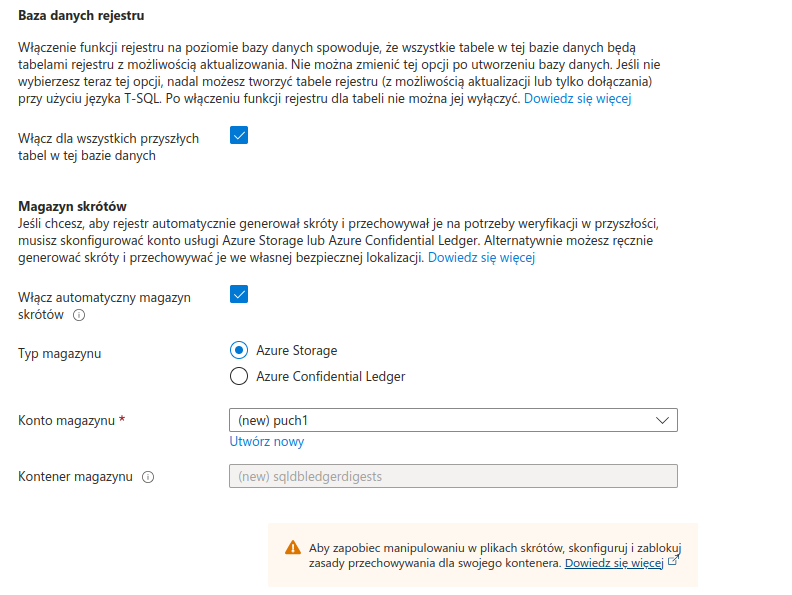 Baza danych rejestru
Włączenie funkcji rejestru na poziomie bazy danych spowoduje, że wszystkie tabele w tej bazie danych będą
tabelami rejestru z możliwością aktualizowania. Nie można zmienić tej opcji po utworzeniu bazy danych. Jeśli nie
wybierzesz teraz tej opcji, nadal możesz tworzyć tabele rejestru (z możliwością aktualizacji lub tylko dołączania)
przy użyciu języka T-SQL. Po włączeniu funkcji rejestru dla tabeli nie można jej wyłączyć. Dowiedz się więcej
Włącz dla wszystkich przyszłych
tabel w tej bazie danych
Magazyn skrótów
Jeśli chcesz, aby rejestr automatycznie generował skróty i przechowywał je na potrzeby weryfikacji w przyszłości,
musisz skonfigurować konto usługi Azure Storage lub Azure Confidential Ledger. Alternatywnie możesz ręcznie
generować skróty i przechowywać je we własnej bezpiecznej lokalizacji. Dowiedz się więcej
Włącz automatyczny magazyn
skrótów
Typ magazynu
Azure Storage
Azure Confidential Ledger
Konto magazynu *
(new) puch1
Utwórz nowy
Kontener magazynu
(new) sqldbledgerdigests
Aby zapobiec manipulowaniu w plikach skrótów, skonfiguruj i zablokuj
zasady przechowywania dla swojego kontenera. Dowiedz się więcej